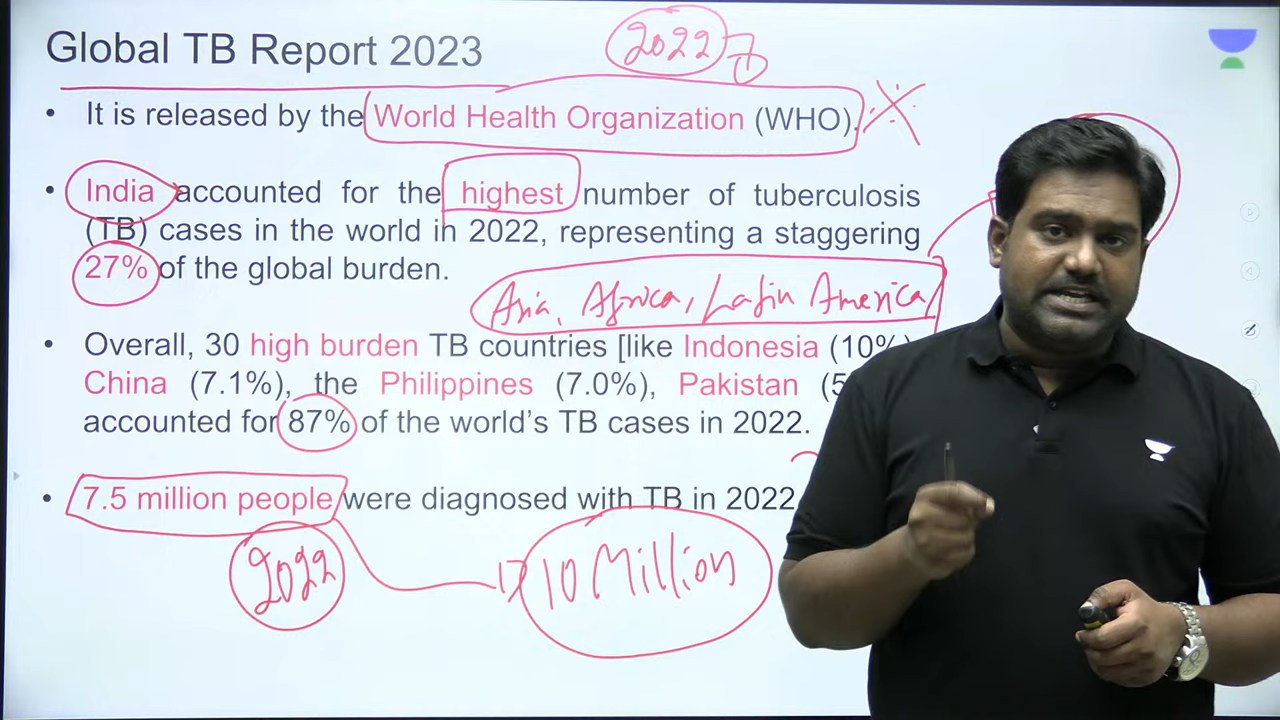 Global TB Report 2023
2022
• It is released by the World Health Organization (WHO).
• India accounted for the highest number of tuberculosis
(TB) cases in the world in 2022, representing a staggering
27% of the global burden.
Asia, Africa, Latin America
• Overall, 30 high burden TB countries [like Indonesia (10%)
China (7.1%), the Philippines (7.0%), Pakistan (5
accounted for 87% of the world's TB cases in 2022.
• 7.5 million people were diagnosed with TB in 2022
2022
10 Million